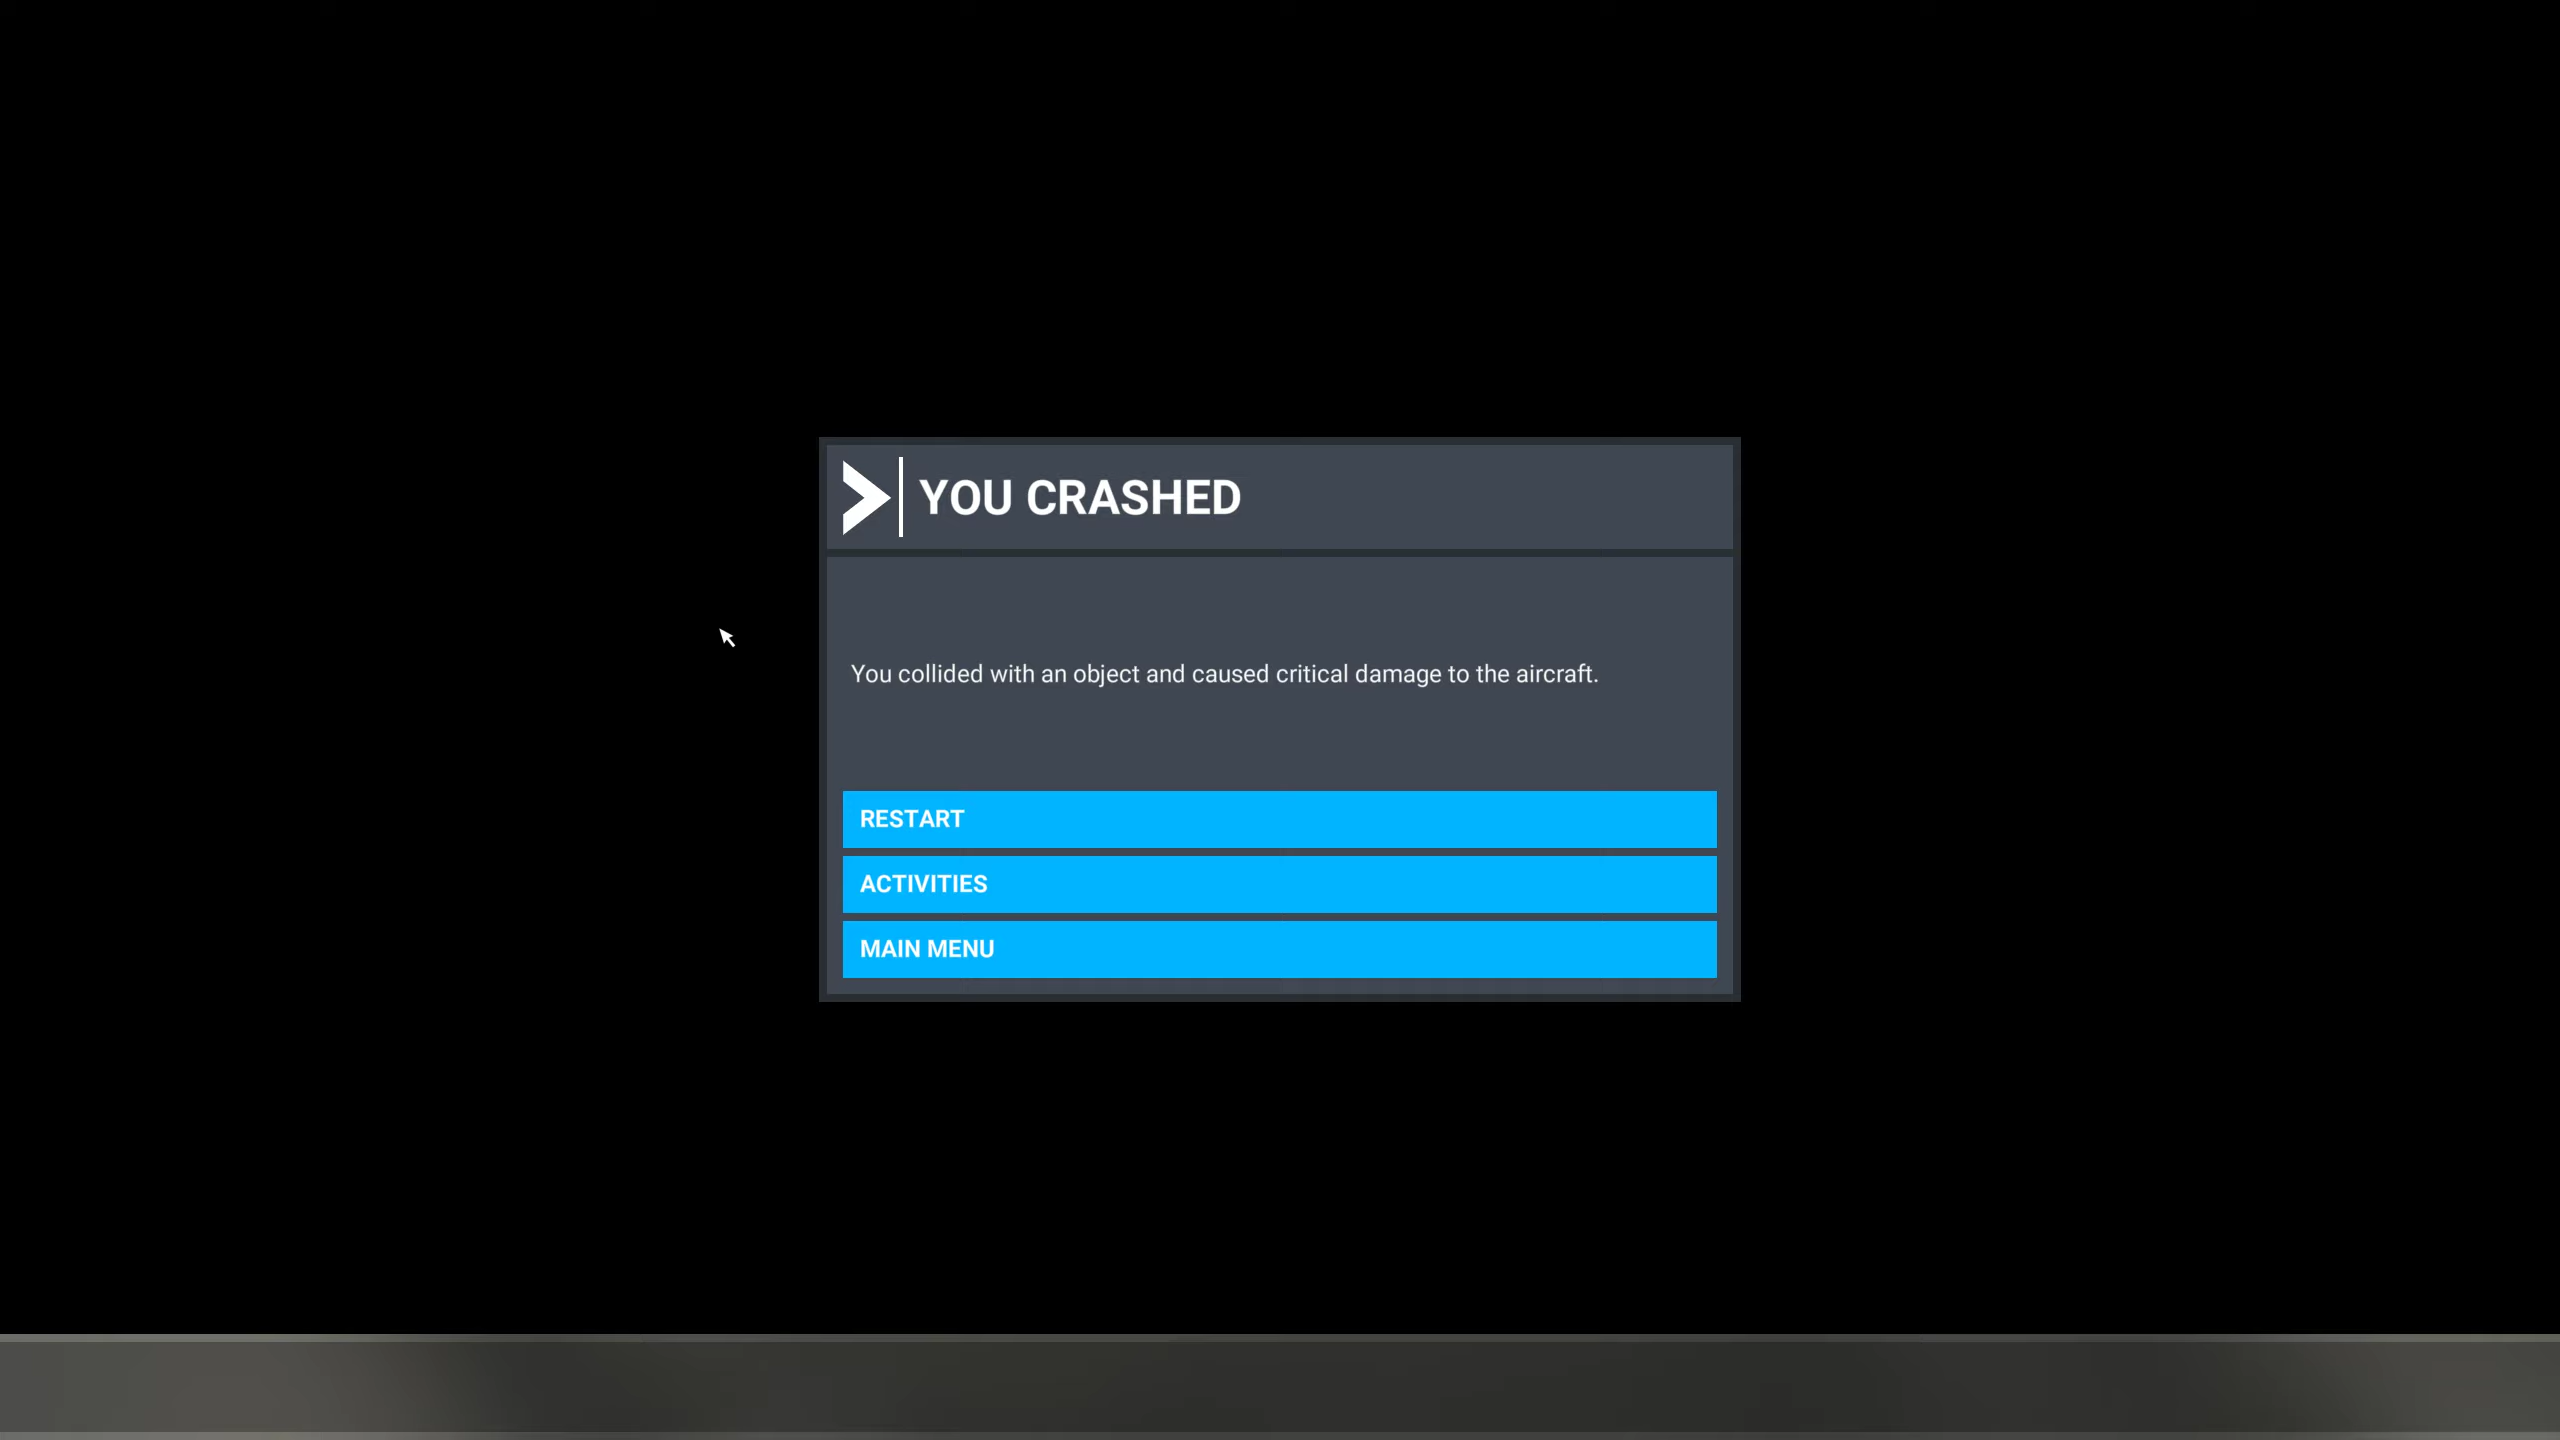 YOU CRASHED
You collided with an object and caused critical damage to the aircraft.
RESTART
ACTIVITIES
MAIN MENU